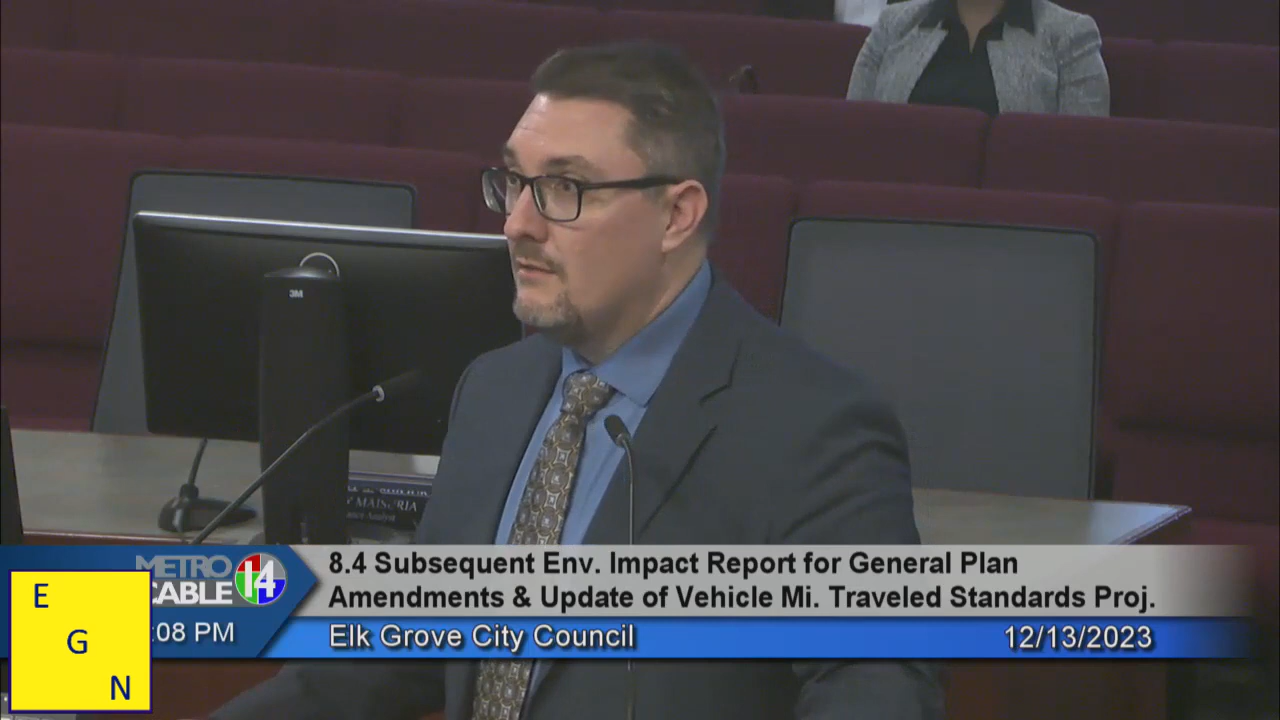 3M
MAISURIA
METRO
CABLE 14
8.4 Subsequent Env. Impact Report for General Plan
Amendments & Update of Vehicle Mi. Traveled Standards Proj.
:08 PM
Elk Grove City Council
12/13/2023
E
G
N